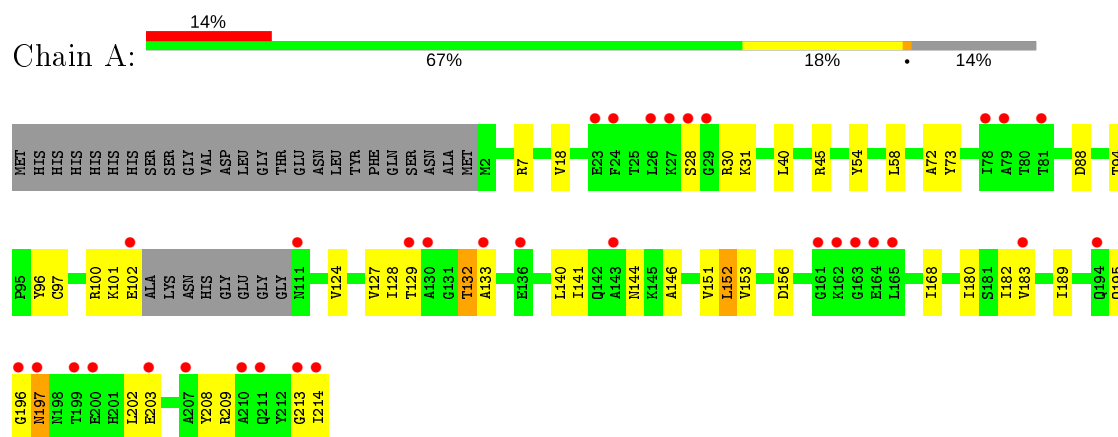 14%
Chain A:
67% 18% • 14%
MET HIS HIS HIS HIS HIS HIS SER SER GLY VAL ASP LEU GLY THR GLU ASN LEU TYR PHE GLN SER ASN ALA MET M2 R7 V18 E23 F24 T25 L26 K27 S28 G29 R30 K31 L40 R45 Y54 L58 A72 Y73 I78 A79 T80 T81 D88 T94
P95 Y96 C97 R100 K101 E102 ALA LYS ASN HIS GLY GLU GLY GLY N111 V124 V127 I128 T129 A130 G131 T132 A133 E136 L140 I141 Q142 A143 N144 K145 A146 V151 L152 V153 D156 G161 K162 G163 E164 L165 I168 I180 S181 I182 V183 I189 Q194
G196 N197 N198 T199 E200 H201 L202 E203 A207 Y208 R209 A210 Q211 Y212 G213 I214